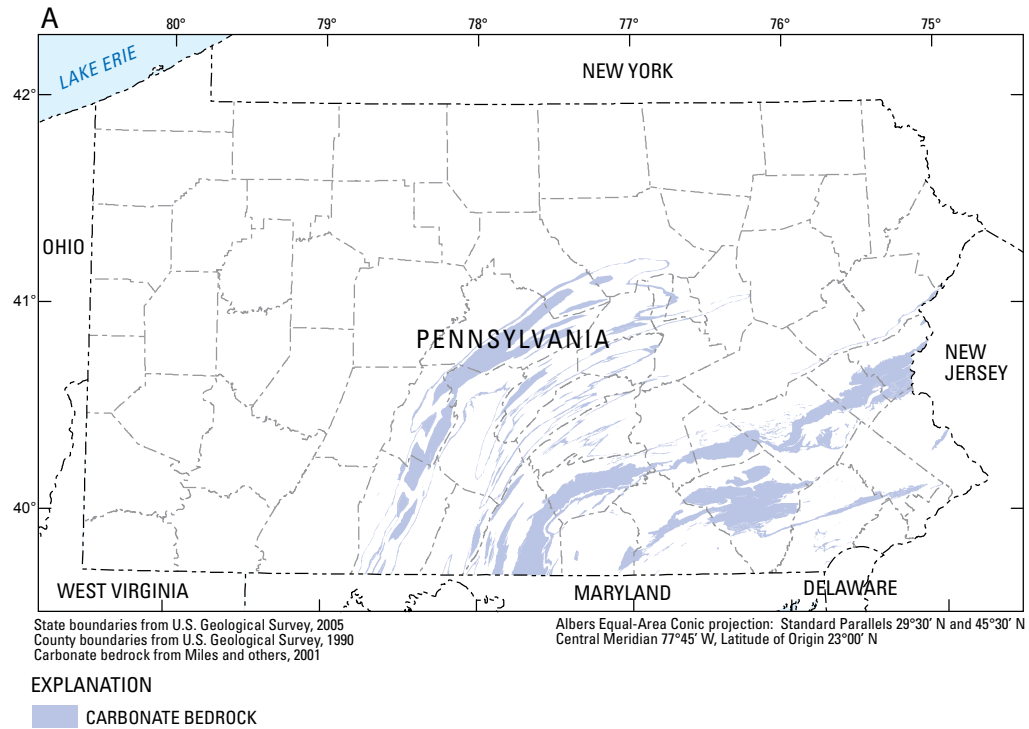 A
80° 79° 78° 77° 76° 75°
LAKE ERIE
NEW YORK
42°
OHIO
41°
PENNSYLVANIA
NEW
JERSEY
40°
WEST VIRGINIA
MARYLAND
DELAWARE
State boundaries from U.S. Geological Survey, 2005
County boundaries from U.S. Geological Survey, 1990
Carbonate bedrock from Miles and others, 2001
Albers Equal-Area Conic projection: Standard Parallels 29°30′ N and 45°30′ N
Central Meridian 77°45′ W, Latitude of Origin 23°00′ N
EXPLANATION
CARBONATE BEDROCK